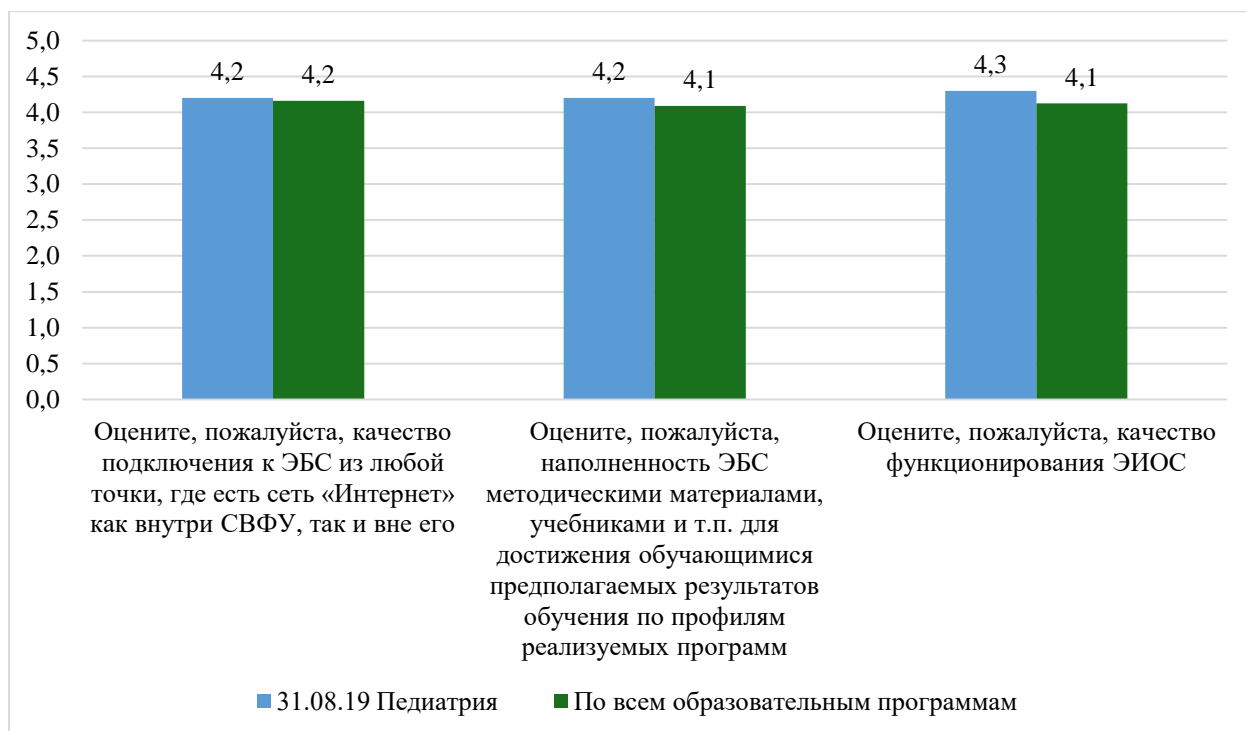 5,0
4,5
4,0
3,5
3,0
2,5
2,0
1,5
1,0
0,5
0,0
4,2
4,2
4,2
4,1
4,3
4,1
Оцените, пожалуйста, качество
подключения к ЭБС из любой
точки, где есть сеть «Интернет»
как внутри СВФУ, так и вне его
Оцените, пожалуйста,
наполненность ЭБС
методическими материалами,
учебниками и т.п. для
достижения обучающимися
предполагаемых результатов
обучения по профилям
реализуемых программ
Оцените, пожалуйста, качество
функционирования ЭИОС
31.08.19 Педиатрия
По всем образовательным программам